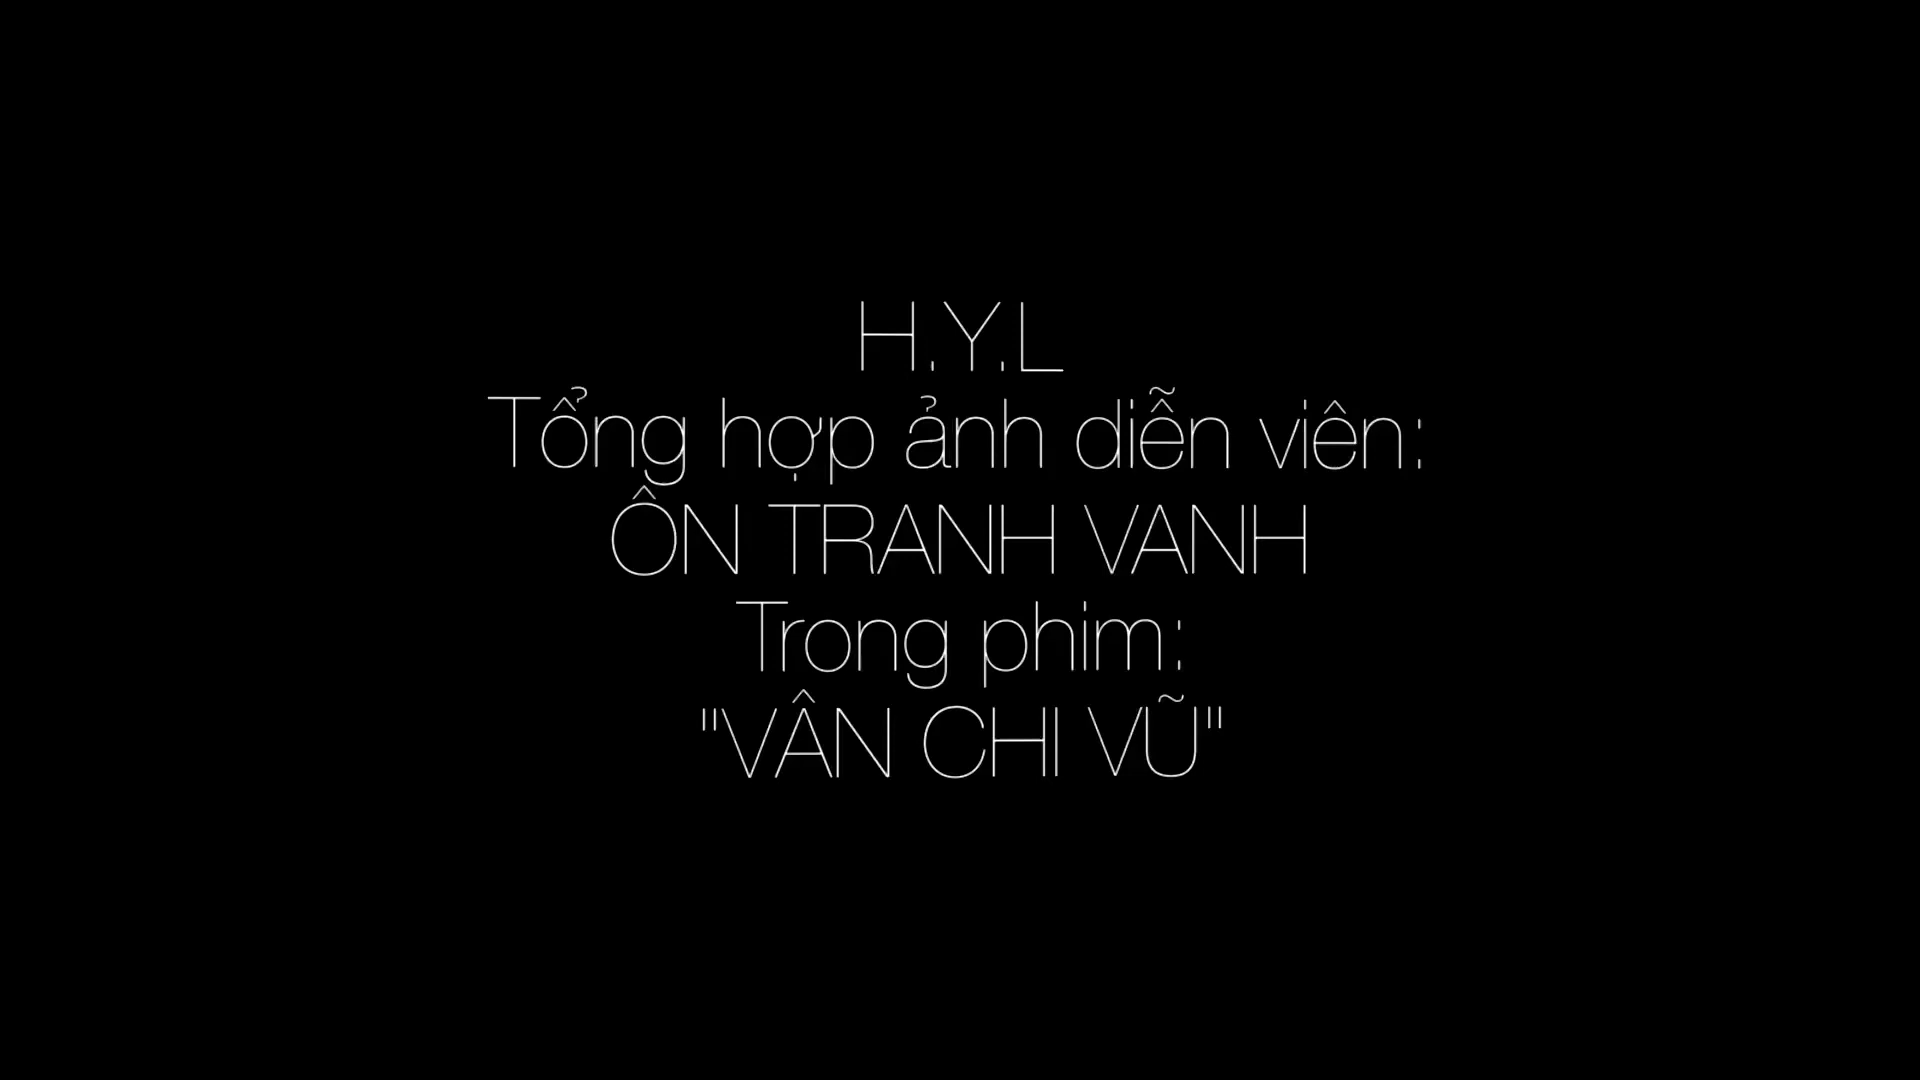 H.Y.L
Tổng hợp ảnh diễn viên:
ÔN TRANH VANH
Trong phim:
"VÂN CHI VŨ"